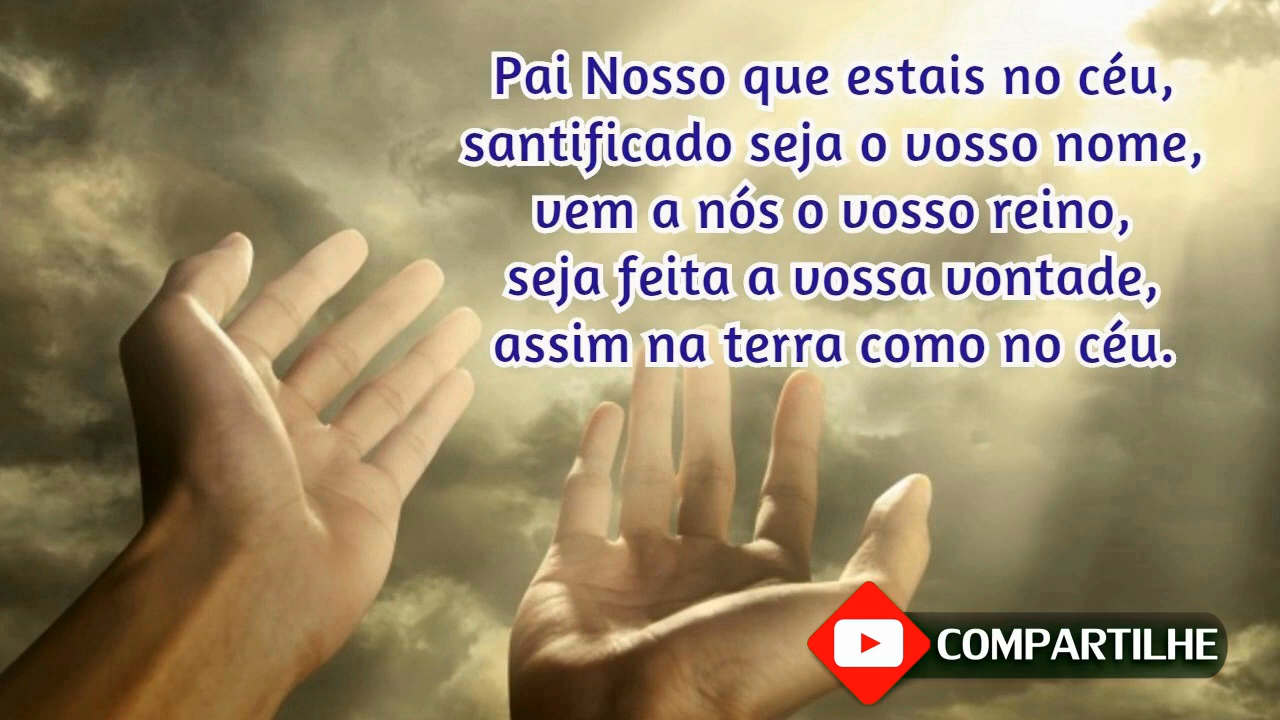 Pai Nosso que estais no céu,
santificado seja o vosso nome,
vem a nós o vosso reino,
seja feita a vossa vontade,
assim na terra como no céu.
COMPARTILHE